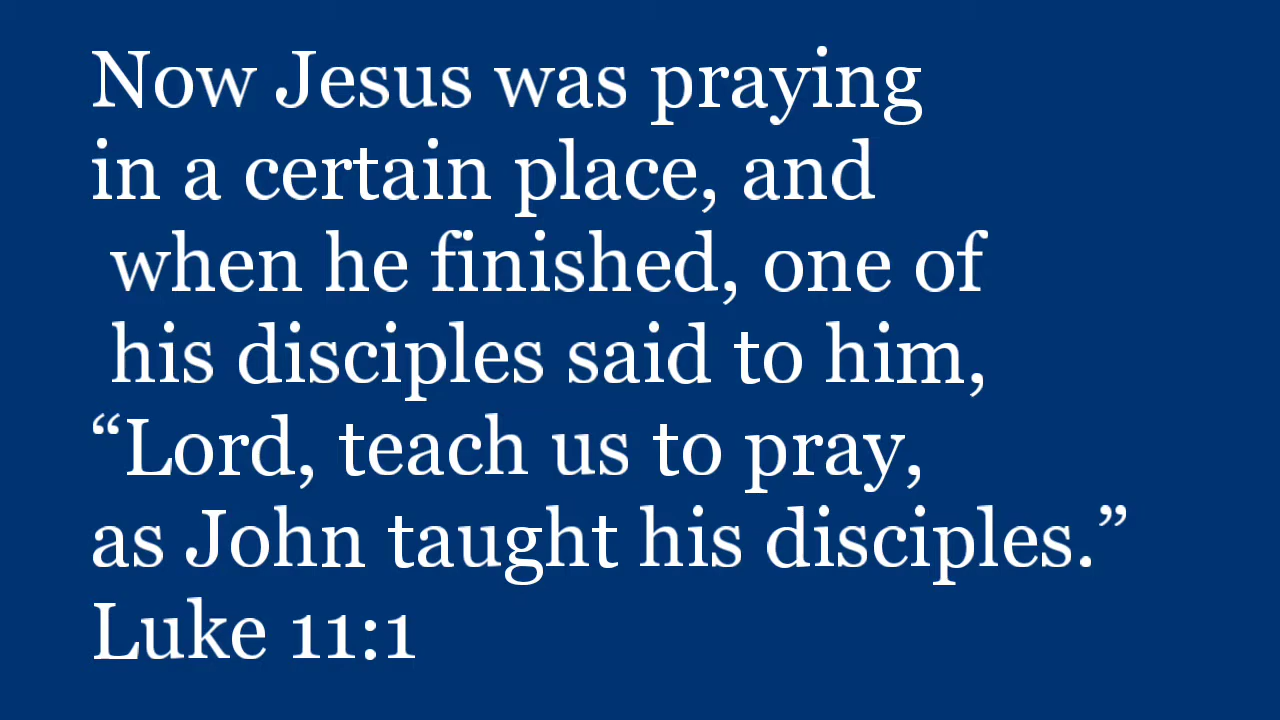 Now Jesus was praying
in a certain place, and
when he finished, one of
his disciples said to him,
“Lord, teach us to pray,
as John taught his disciples.”
Luke 11:1